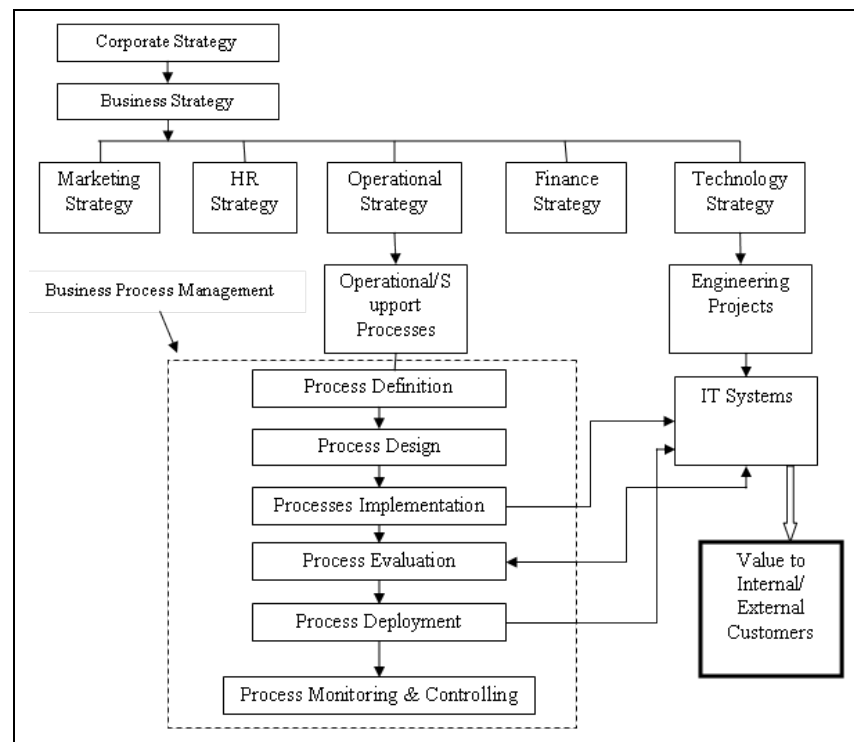 Corporate Strategy
Business Strategy
Marketing
Strategy
HR
Strategy
Operational
Strategy
Finance
Strategy
Technology
Strategy
Business Process Management
Operational/S
upport
Processes
Engineering
Projects
Process Definition
IT Systems
Process Design
Processes Implementation
Process Evaluation
Value to
Internal/
External
Customers
Process Deployment
Process Monitoring & Controlling